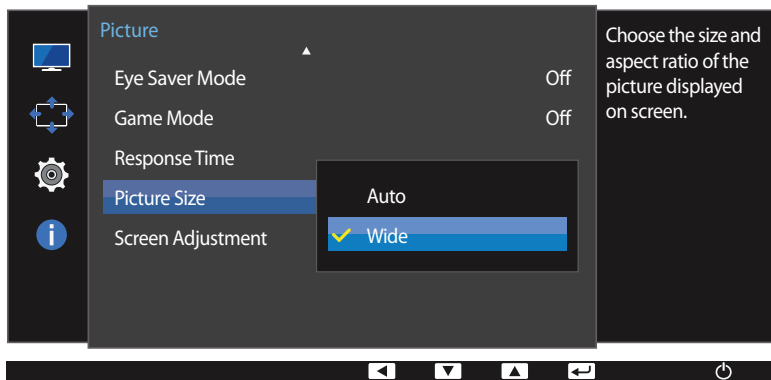 Picture
Eye Saver Mode Off
Game Mode Off
Response Time
Picture Size
Auto
Screen Adjustment
Wide
Choose the size and
aspect ratio of the
picture displayed
on screen.